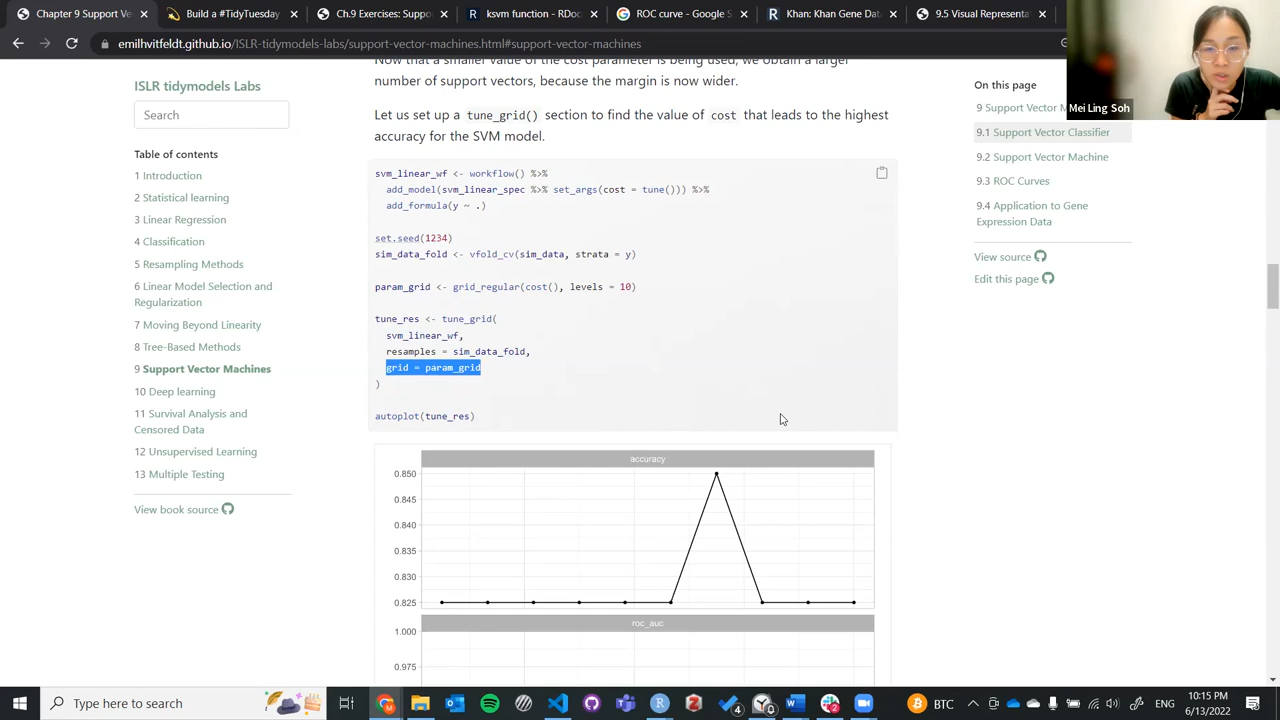 Chapter 9 Support Vec
Ch.9 Exercises: Suppor
ksvm function - RDoc
ROC curve - Google S
Khan: Khan Gene Dat
9.5 Visual Representat
emilhvitfeldt.github.io/ISLR-tidymodels-labs/support-vector-machines.html#support-vector-machines
Mei Ling Soh
ISLR tidymodels Labs
Search
Table of contents
1 Introduction
2 Statistical learning
3 Linear Regression
4 Classification
5 Resampling Methods
6 Linear Model Selection and
Regularization
7 Moving Beyond Linearity
8 Tree-Based Methods
9 Support Vector Machines
10 Deep learning
11 Survival Analysis and
Censored Data
12 Unsupervised Learning
13 Multiple Testing
View book source
Now that a smaller value of the cost parameter is being used, we obtain a larger
number of support vectors, because the margin is now wider.
Let us set up a tune_grid() section to find the value of cost that leads to the highest
accuracy for the SVM model.
svm_linear_wf <- workflow() %>%
add_model(svm_linear_spec %>% set_args(cost = tune())) %>%
add_formula(y ~ .)
set.seed(1234)
sim_data_fold <- vfold_cv(sim_data, strata = y)
param_grid <- grid_regular(cost(), levels = 10)
tune_res <- tune_grid(
svm_linear_wf,
resamples = sim_data_fold,
grid = param_grid
)
autoplot(tune_res)
accuracy
0.850
0.845
0.840
0.835
0.830
0.825
roc_auc
1.000
0.975
On this page
9 Support Vector M
9.1 Support Vector Classifier
9.2 Support Vector Machine
9.3 ROC Curves
9.4 Application to Gene
Expression Data
View source
Edit this page
Type here to search
4
0
2
BTC
10:15 PM
6/13/2022